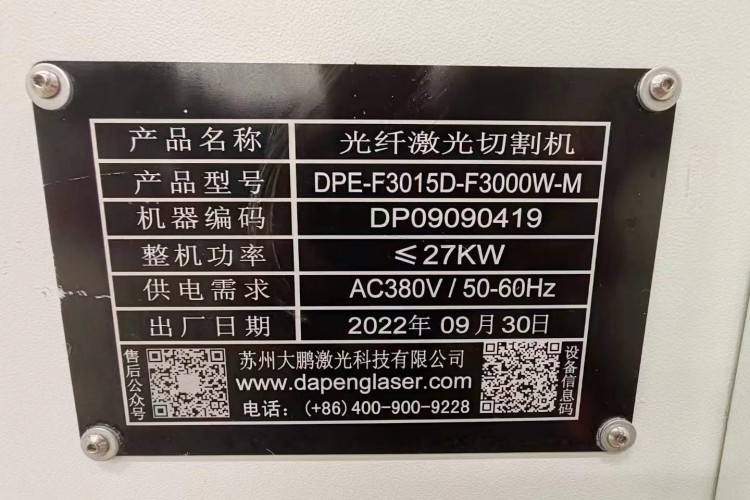 产品名称 光纤激光切割机
产品型号 DPE-F3015D-F3000W-M
机器编码 DP09090419
整机功率 ≤27KW
供电需求 AC380V / 50-60Hz
出厂日期 2022年 09月30日
售后公众号
苏州大鹏激光科技有限公司
www.dapenglaser.com
电话：(+86)400-900-9228
设备信息码